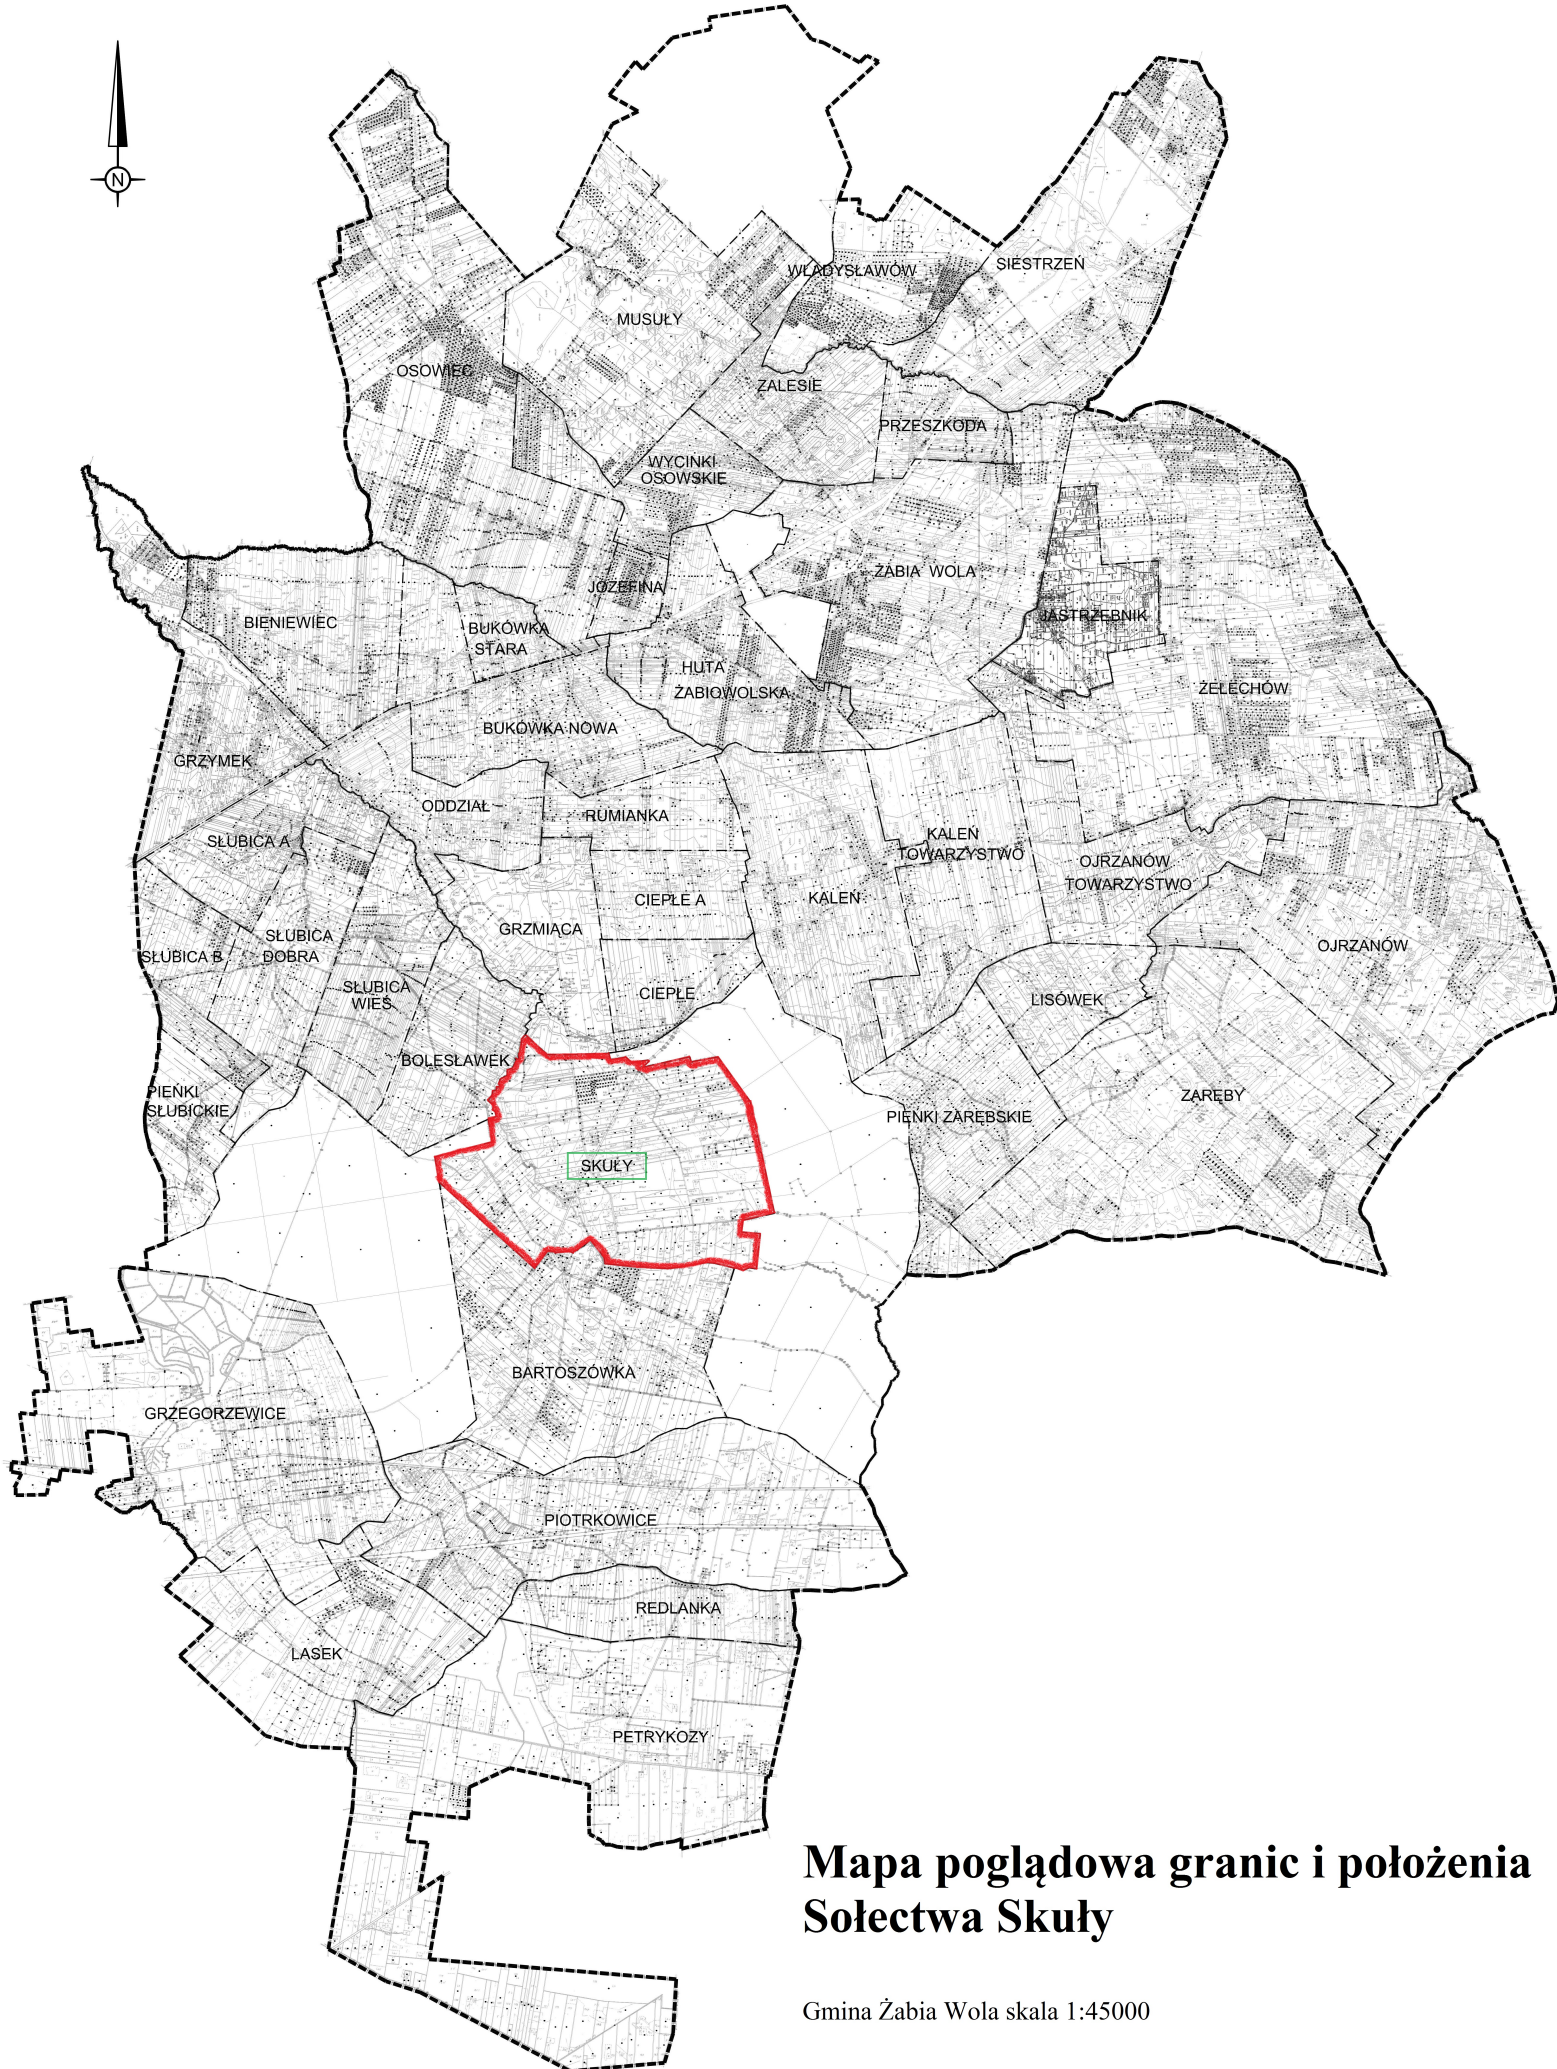 N
WŁADYSŁAWÓW
SIESTRZEŃ
MUSUŁY
OSOWIEC
ZALESIE
PRZESZKODA
WYCINKI
OSOWSKIE
ŻABIA WOLA
JÓZEFINA
JASTRZĘBNIK
BIENIEWIEC
BUKÓWKA
STARA
HUTA
ŻABIOWOLSKA
ŻELECHÓW
BUKÓWKA NOWA
GRZYMEK
ODDZIAŁ
RUMIANKA
SŁUBICA A
KALEŃ
TOWARZYSTWO
OJRZANÓW
TOWARZYSTWO
CIEPŁE A
KALEŃ
GRZMIĄCA
SŁUBICA
DOBRA
SŁUBICA B
OJRZANÓW
SŁUBICA
WIEŚ
CIEPŁE
LISÓWEK
BOLESŁAWEK
PIEŃKI
SŁUBICKIE
ZARĘBY
PIEŃKI ZARĘBSKIE
SKUŁY
BARTOSZÓWKA
GRZEGORZEWICE
PIOTRKOWICE
REDLANKA
LASEK
PETRYKOZY
Mapa poglądowa granic i położenia
Sołectwa Skuły
Gmina Żabia Wola skala 1:45000